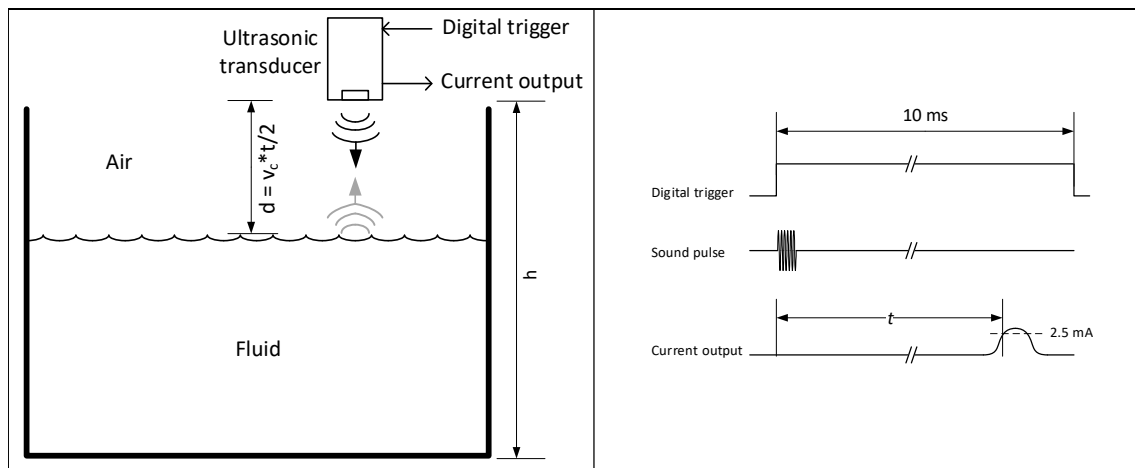 Ultrasonic
transducer
Digital trigger
Current output
Air
d = vc*t/2
h
Fluid
10 ms
Digital trigger
Sound pulse
t
2.5 mA
Current output